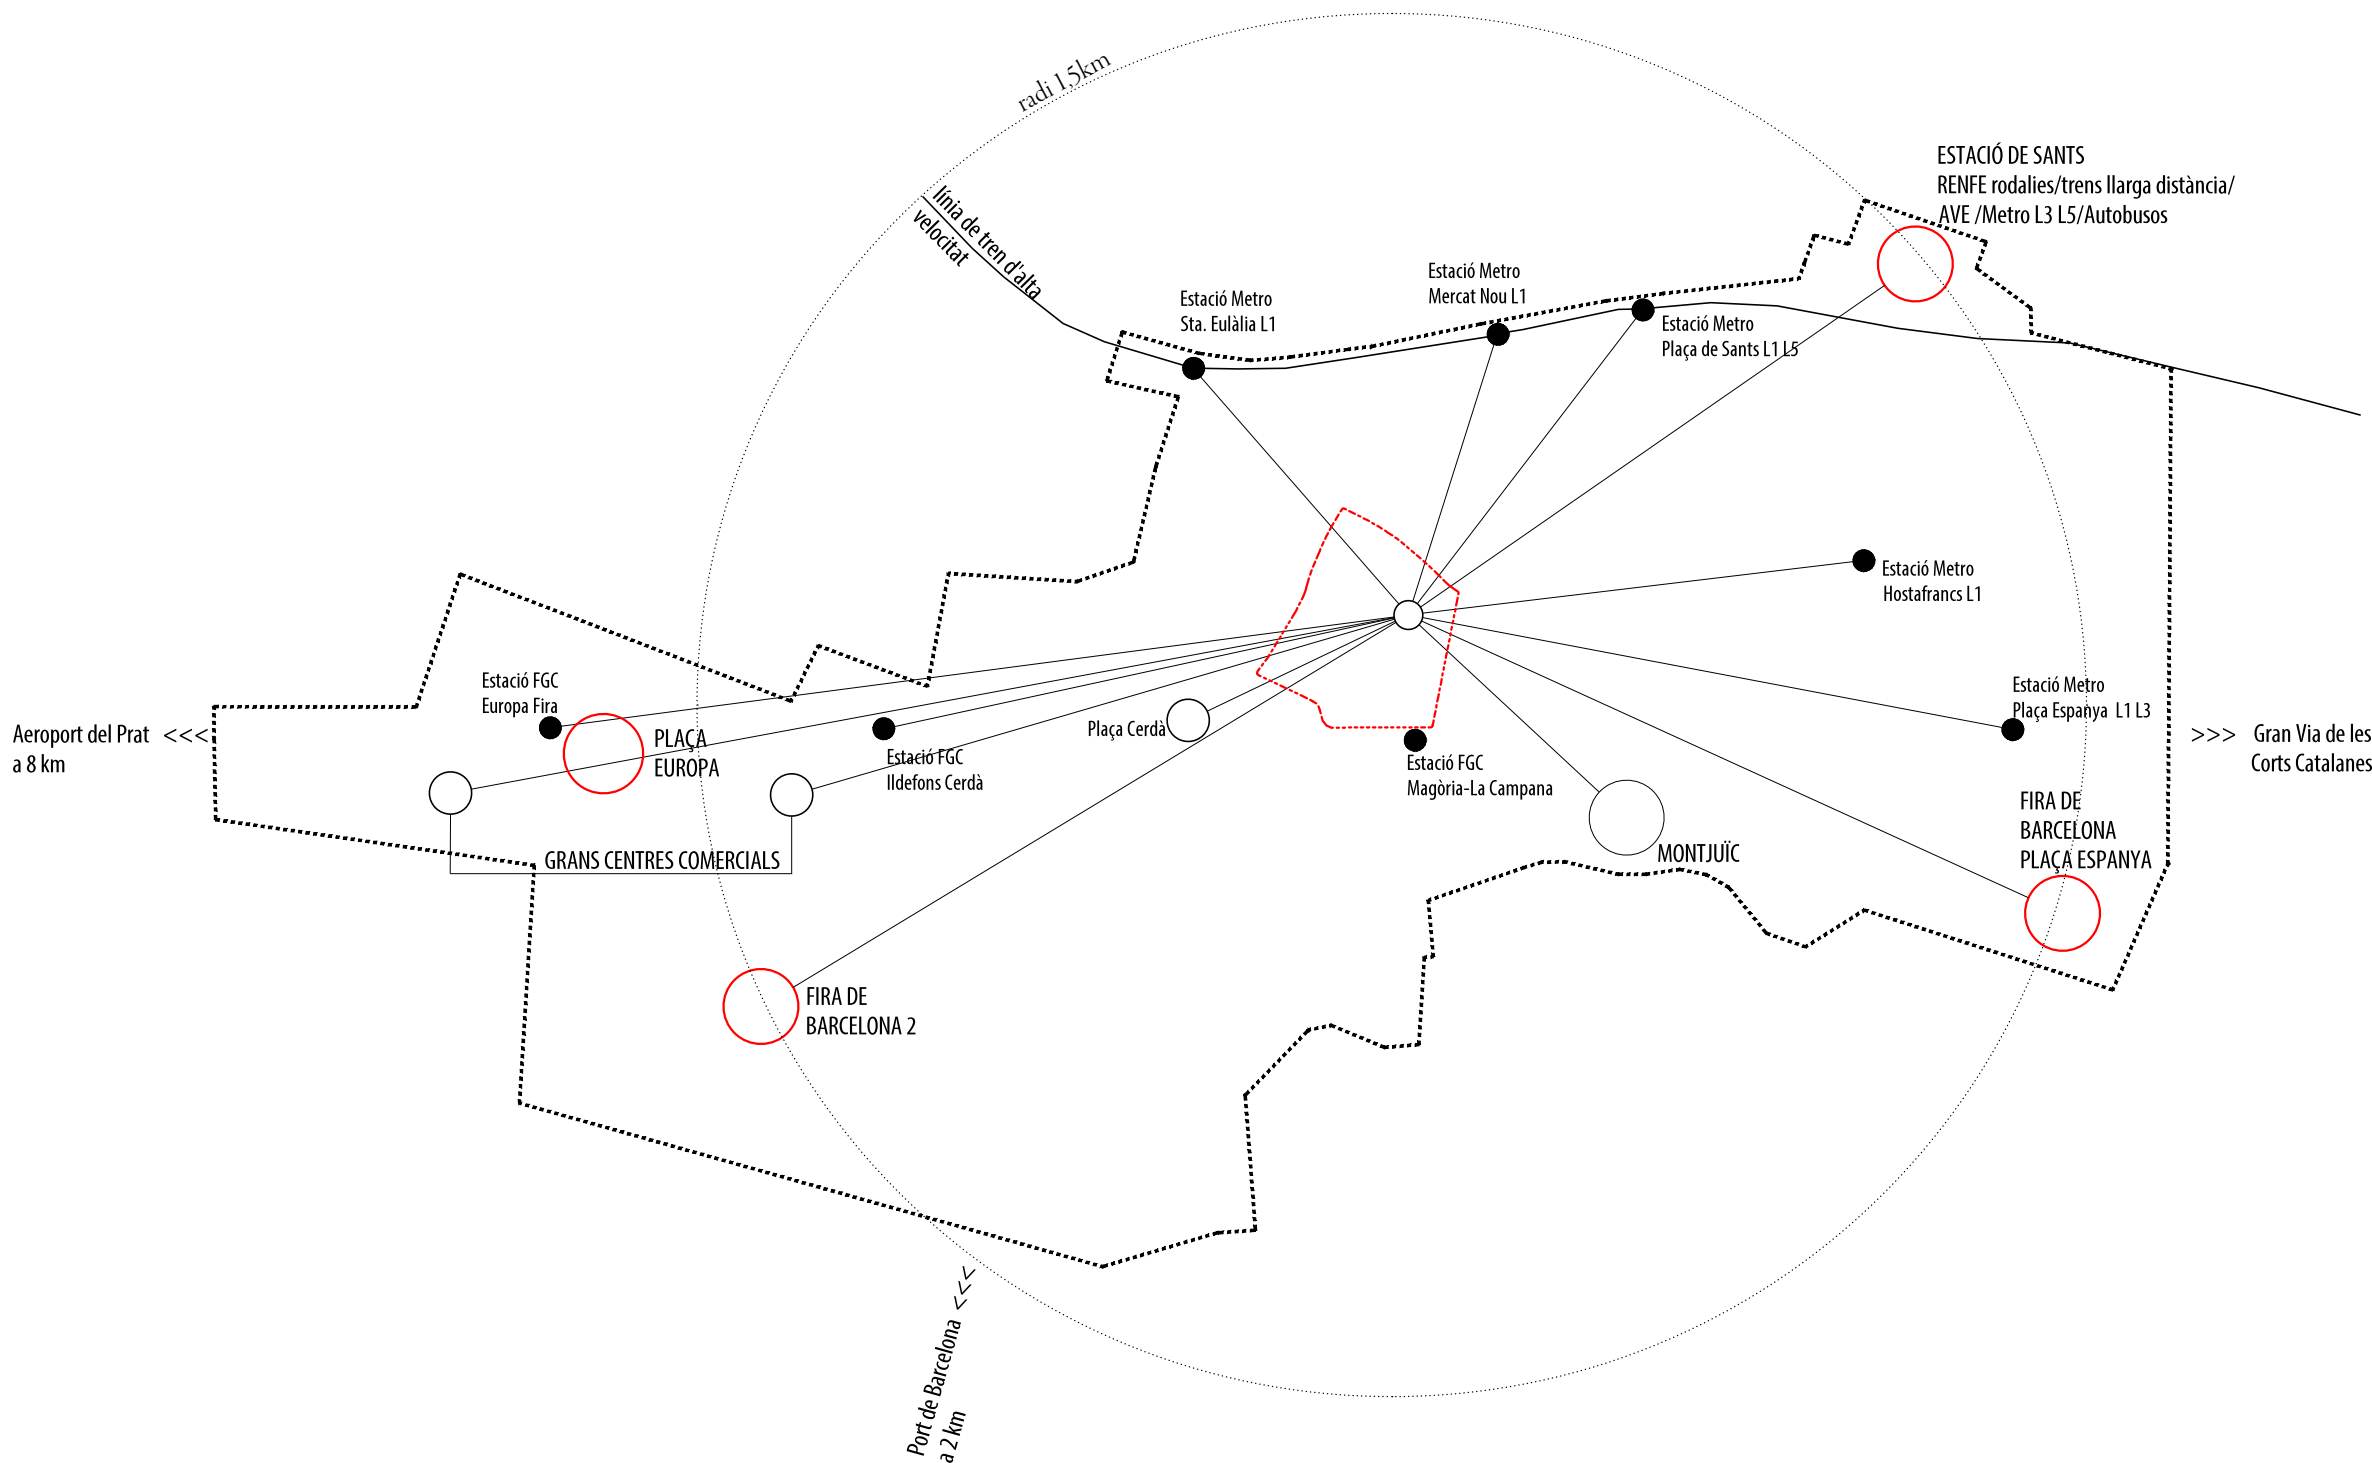 radi 1,5km
ESTACIÓ DE SANTS
RENFE rodalies/trens llarga distància/
AVE /Metro L3 L5/Autobusos
línia de tren d'alta
velocitat
Estació Metro
Mercat Nou L1
Estació Metro
Sta. Eulàlia L1
Estació Metro
Plaça de Sants L1 L5
Estació Metro
Hostafrancs L1
Estació FGC
Europa Fira
Estació Metro
Plaça Espanya L1 L3
Aeroport del Prat <<<
a 8 km
PLAÇA
EUROPA
Plaça Cerdà
Estació FGC
Ildefons Cerdà
Estació FGC
Magòria-La Campana
>>> Gran Via de les
Corts Catalanes
FIRA DE
BARCELONA
PLAÇA ESPANYA
GRANS CENTRES COMERCIALS
MONTJUÏC
FIRA DE
BARCELONA 2
Port de Barcelona <<<
a 2 km